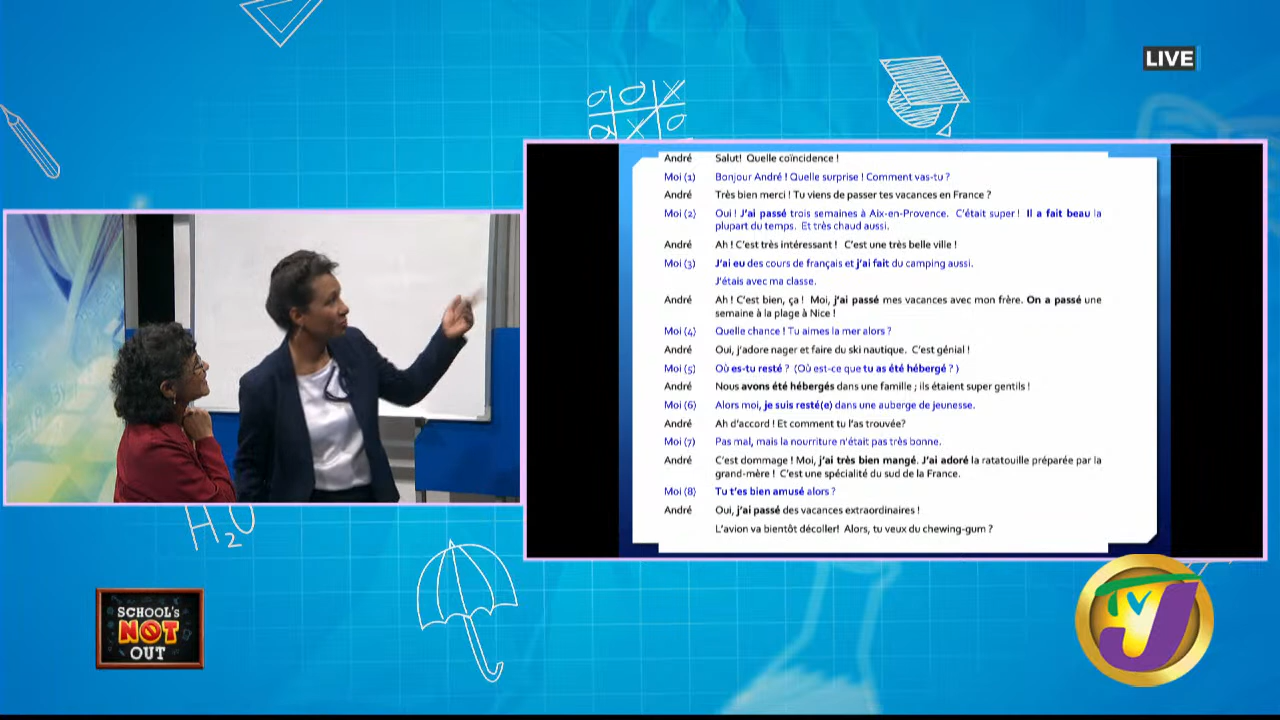 LIVE
André Salut! Quelle coïncidence !
Moi (1) Bonjour André ! Quelle surprise ! Comment vas-tu ?
André Très bien merci ! Tu viens de passer tes vacances en France ?
Moi (2) Oui ! J'ai passé trois semaines à Aix-en-Provence. C'était super ! Il a fait beau la
plupart du temps. Et très chaud aussi.
André Ah ! C'est très intéressant ! C'est une très belle ville !
Moi (3) J'ai eu des cours de français et j'ai fait du camping aussi.
J'étais avec ma classe.
André Ah ! C'est bien, ça ! Moi, j'ai passé mes vacances avec mon frère. On a passé une
semaine à la plage à Nice !
Moi (4) Quelle chance ! Tu aimes la mer alors ?
André Oui, j'adore nager et faire du ski nautique. C'est génial !
Moi (5) Où es-tu resté ? (Où est-ce que tu as été hébergé ? )
André Nous avons été hébergés dans une famille ; ils étaient super gentils !
Moi (6) Alors moi, je suis resté(e) dans une auberge de jeunesse.
André Ah d'accord ! Et comment tu l'as trouvée?
Moi (7) Pas mal, mais la nourriture n'était pas très bonne.
André C'est dommage ! Moi, j'ai très bien mangé. J'ai adoré la ratatouille préparée par la
grand-mère ! C'est une spécialité du sud de la France.
Moi (8) Tu t'es bien amusé alors ?
André Oui, j'ai passé des vacances extraordinaires !
L'avion va bientôt décoller! Alors, tu veux du chewing-gum ?
H2O
SCHOOL's
NOT
OUT
TVJ